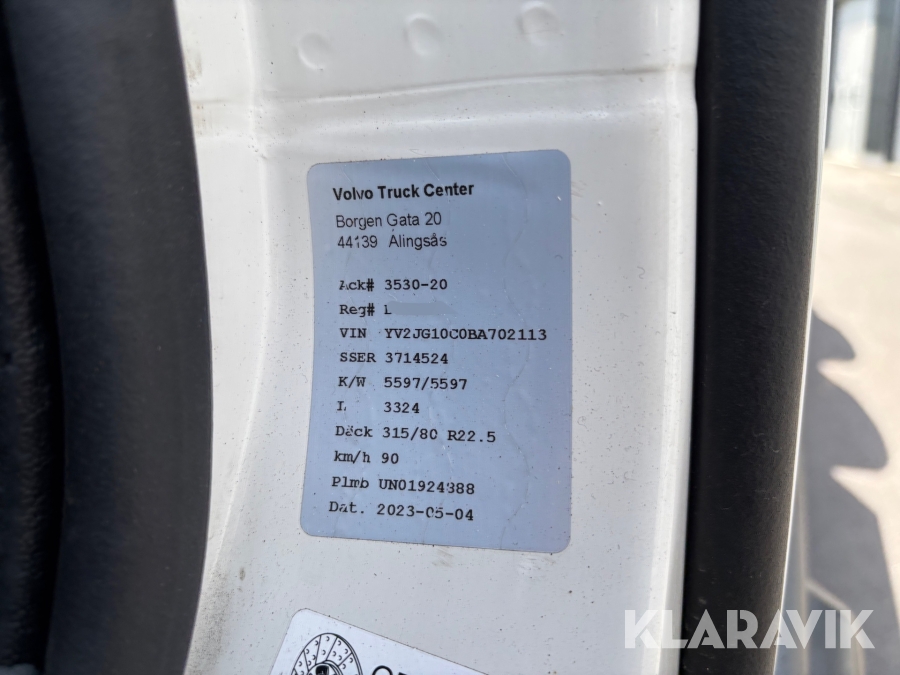 Volvo Truck Center
Borgen Gata 20
44139 Alingsås
Ack# 3530-20
Reg# L
VIN YV2JG10C0BA702113
SSER 3714524
K/W 5597/5597
L 3324
Däck 315/80 R22.5
km/h 90
Plmb UN01924388
Dat. 2023-05-04
KLARAVIK